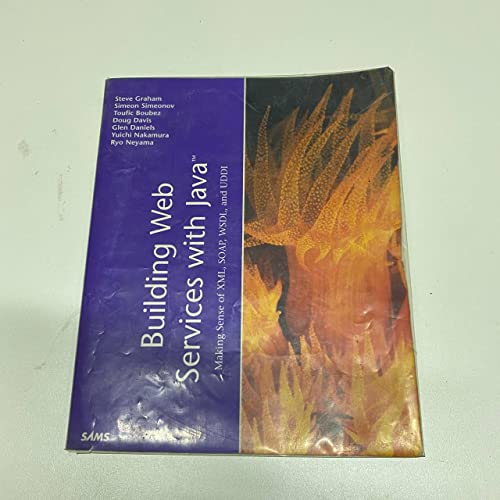 Steve Graham
Simeon Simeonov
Toufic Boubez
Doug Davis
Glen Daniels
Yuichi Nakamura
Ryo Neyama
Building Web
Services with Java™
Making Sense of XML, SOAP, WSDL, and UDDI
SAMS